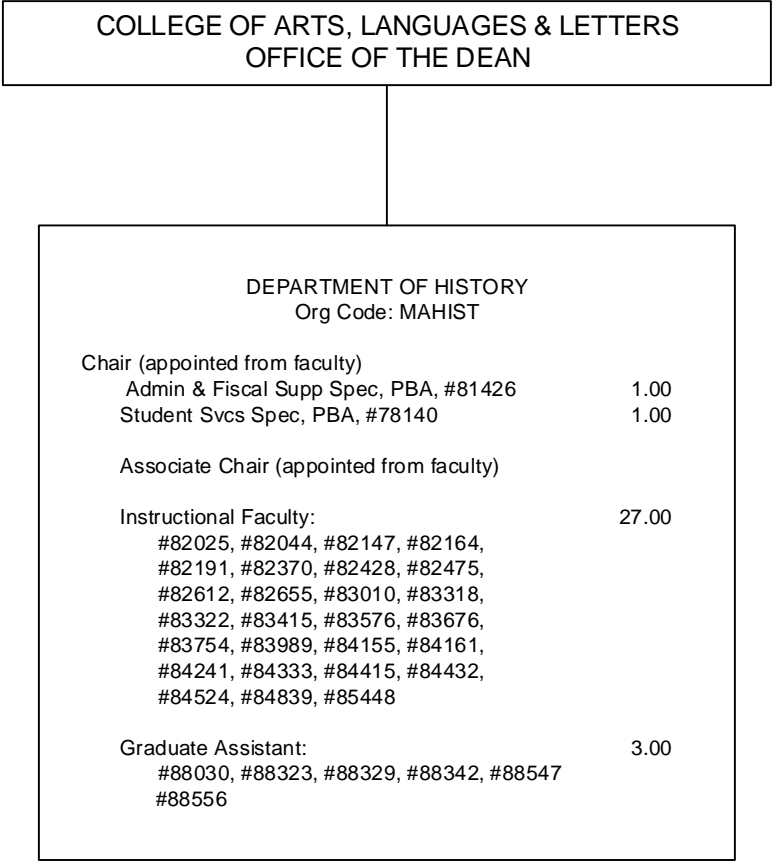 COLLEGE OF ARTS, LANGUAGES & LETTERS
OFFICE OF THE DEAN
DEPARTMENT OF HISTORY
Org Code: MAHIST
Chair (appointed from faculty)
Admin & Fiscal Supp Spec, PBA, #81426 1.00
Student Svcs Spec, PBA, #78140 1.00
Associate Chair (appointed from faculty)
Instructional Faculty: 27.00
#82025, #82044, #82147, #82164,
#82191, #82370, #82428, #82475,
#82612, #82655, #83010, #83318,
#83322, #83415, #83576, #83676,
#83754, #83989, #84155, #84161,
#84241, #84333, #84415, #84432,
#84524, #84839, #85448
Graduate Assistant: 3.00
#88030, #88323, #88329, #88342, #88547
#88556